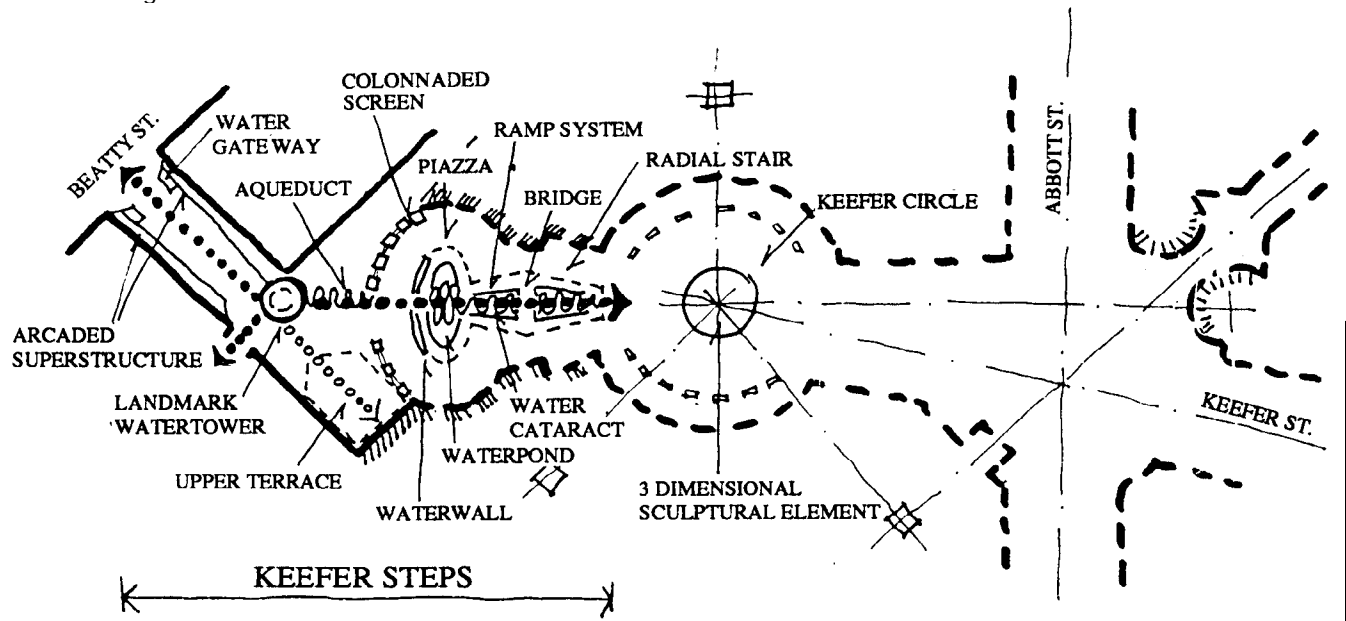 COLONNADED
SCREEN
WATER
GATEWAY
BEATTY ST.
RAMP SYSTEM
PIAZZA
RADIAL STAIR
AQUEDUCT
BRIDGE
KEEFER CIRCLE
ABBOTT ST.
ARCADED
SUPERSTRUCTURE
LANDMARK
WATERTOWER
WATER
CATARACT
KEEFER ST.
WATERPOND
UPPER TERRACE
WATERWALL
3 DIMENSIONAL
SCULPTURAL ELEMENT
KEEFER STEPS